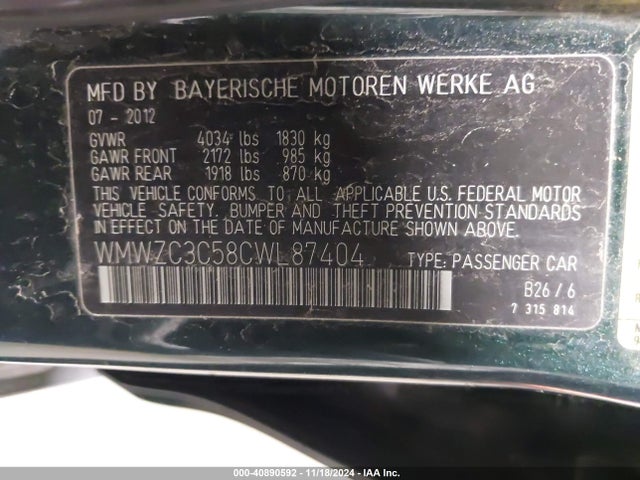 MFD BY BAYERISCHE MOTOREN WERKE AG
07 - 2012
GVWR 4034 lbs 1830 kg
GAWR FRONT 2172 lbs 985 kg
GAWR REAR 1918 lbs 870 kg
THIS VEHICLE CONFORMS TO ALL APPLICABLE U.S. FEDERAL MOTOR
VEHICLE SAFETY, BUMPER AND THEFT PREVENTION STANDARDS
IN EFFECT ON DATE OF MANUFACTURE SHOWN ABOVE.
WMWZC3C58CWL87404 TYPE: PASSENGER CAR
B26 / 6
7 315 814
000-40890592 - 11/18/2024 - IAA Inc.